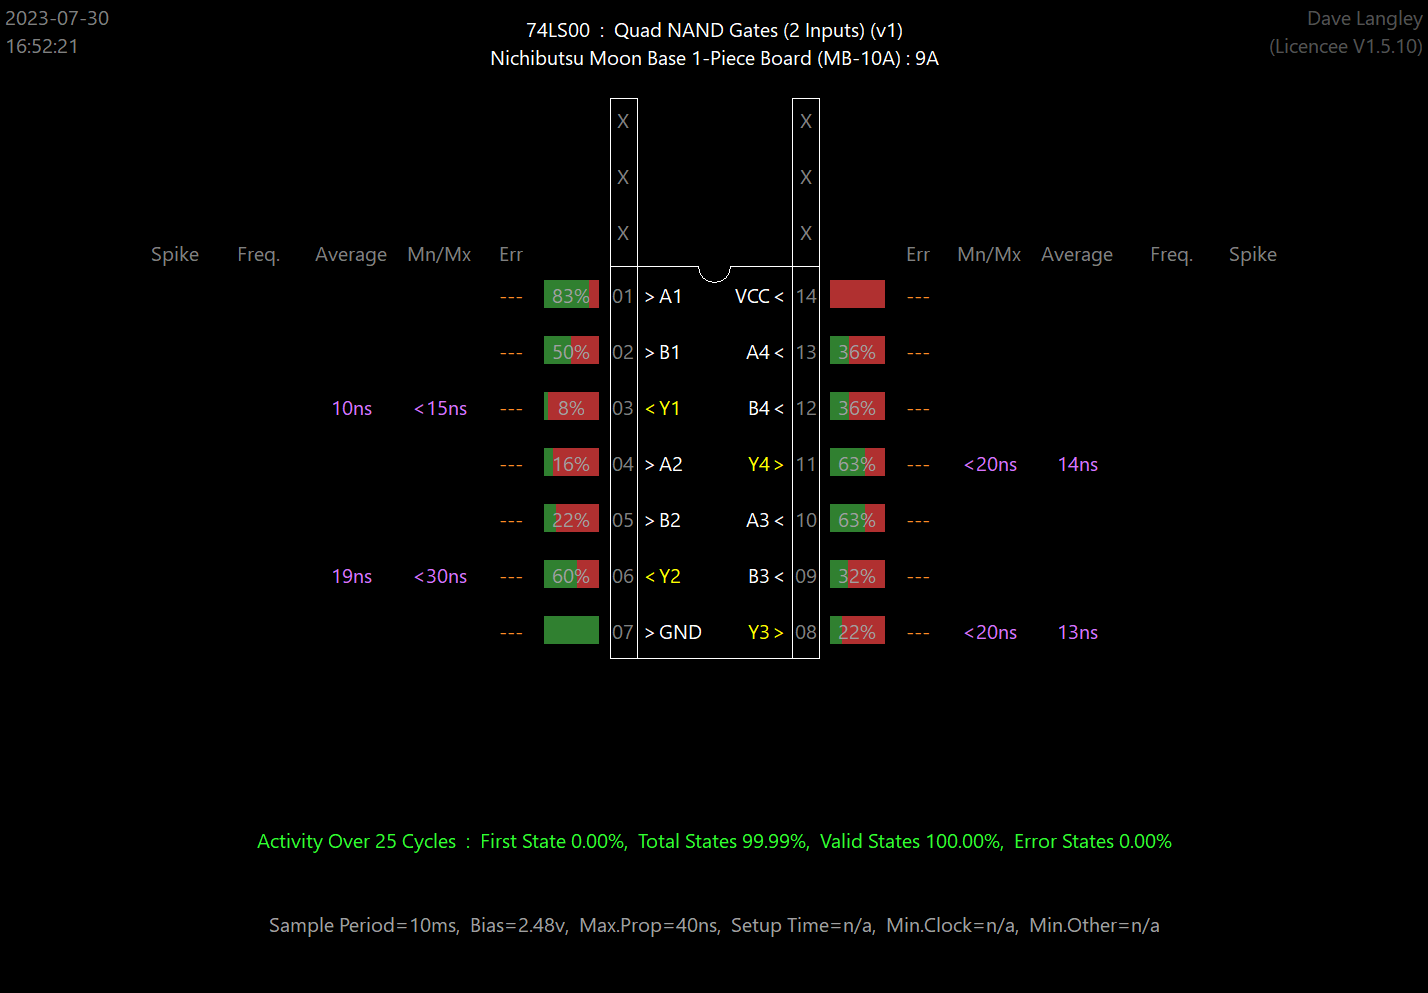 2023-07-30
16:52:21
74LS00 : Quad NAND Gates (2 Inputs) (v1)
Nichibutsu Moon Base 1-Piece Board (MB-10A) : 9A
Dave Langley
(Licencee V1.5.10)
X X
X X
X X
Spike Freq. Average Mn/Mx Err Err Mn/Mx Average Freq. Spike
--- 83% 01 >A1 VCC< 14 ---
--- 50% 02 >B1 A4< 13 36% ---
10ns <15ns --- 8% 03 <Y1 B4< 12 36% ---
--- 16% 04 >A2 Y4> 11 63% --- <20ns 14ns
--- 22% 05 >B2 A3< 10 63% ---
19ns <30ns --- 60% 06 <Y2 B3< 09 32% ---
--- 07 >GND Y3> 08 22% --- <20ns 13ns
Activity Over 25 Cycles : First State 0.00%, Total States 99.99%, Valid States 100.00%, Error States 0.00%
Sample Period=10ms, Bias=2.48v, Max.Prop=40ns, Setup Time=n/a, Min.Clock=n/a, Min.Other=n/a